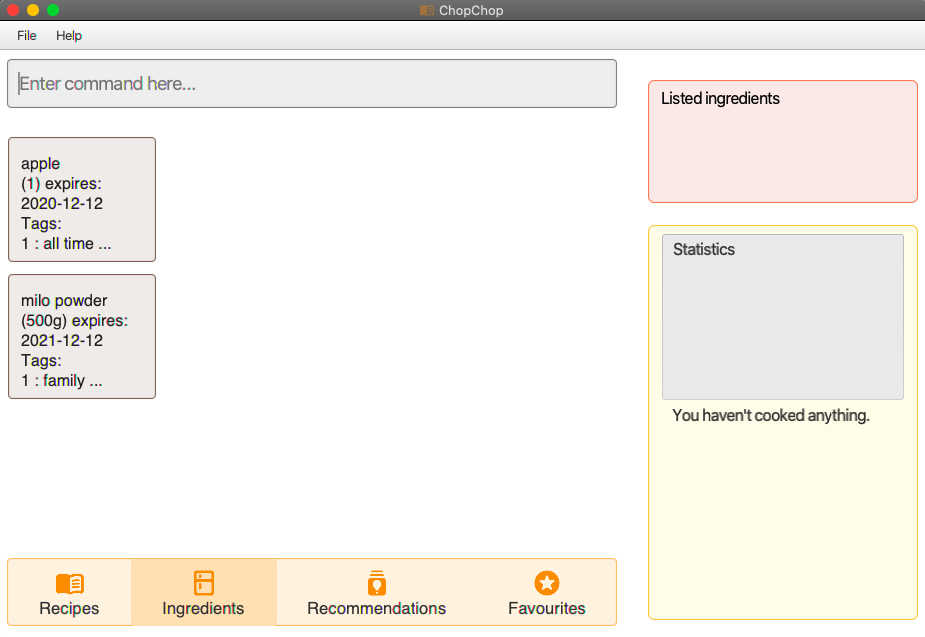 ChopChop
File Help
Enter command here...
Listed ingredients
apple
(1) expires:
2020-12-12
Tags:
1 : all time ...
milo powder
(500g) expires:
2021-12-12
Tags:
1 : family ...
Statistics
You haven't cooked anything.
Recipes Ingredients Recommendations Favourites